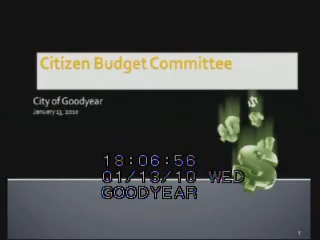 Citizen Budget Committee
City of Goodyear
January 13, 2010
18:06:56
01/13/10 WED
GOODYEAR